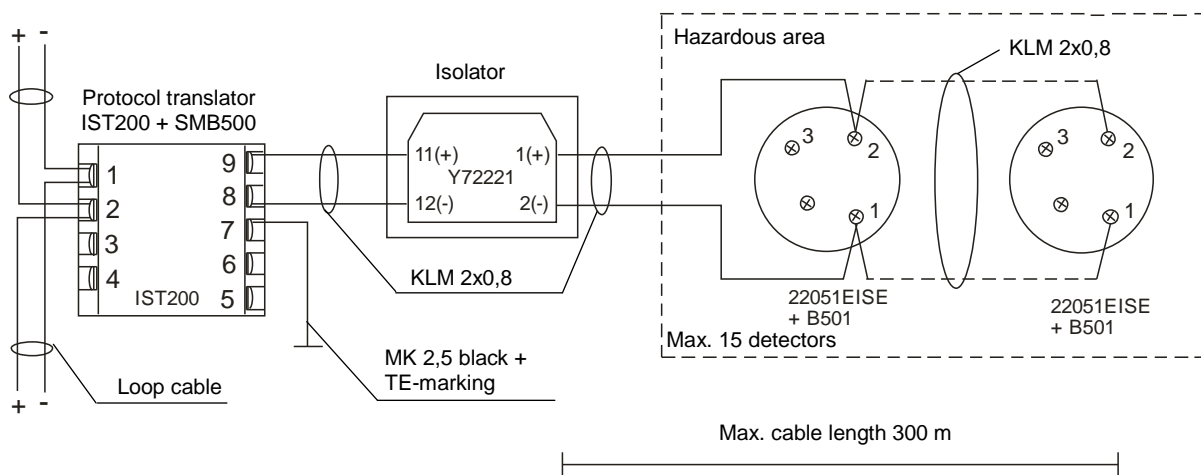 + -
Protocol translator
IST200 + SMB500
1
2
3
4
9
8
7
6
5
IST200
Loop cable
+ -
Isolator
11(+)
1(+)
Y72221
12(-)
2(-)
KLM 2x0,8
MK 2,5 black +
TE-marking
Hazardous area
KLM 2x0,8
3
2
1
3
2
1
22051EISE
+ B501
22051EISE
+ B501
Max. 15 detectors
Max. cable length 300 m